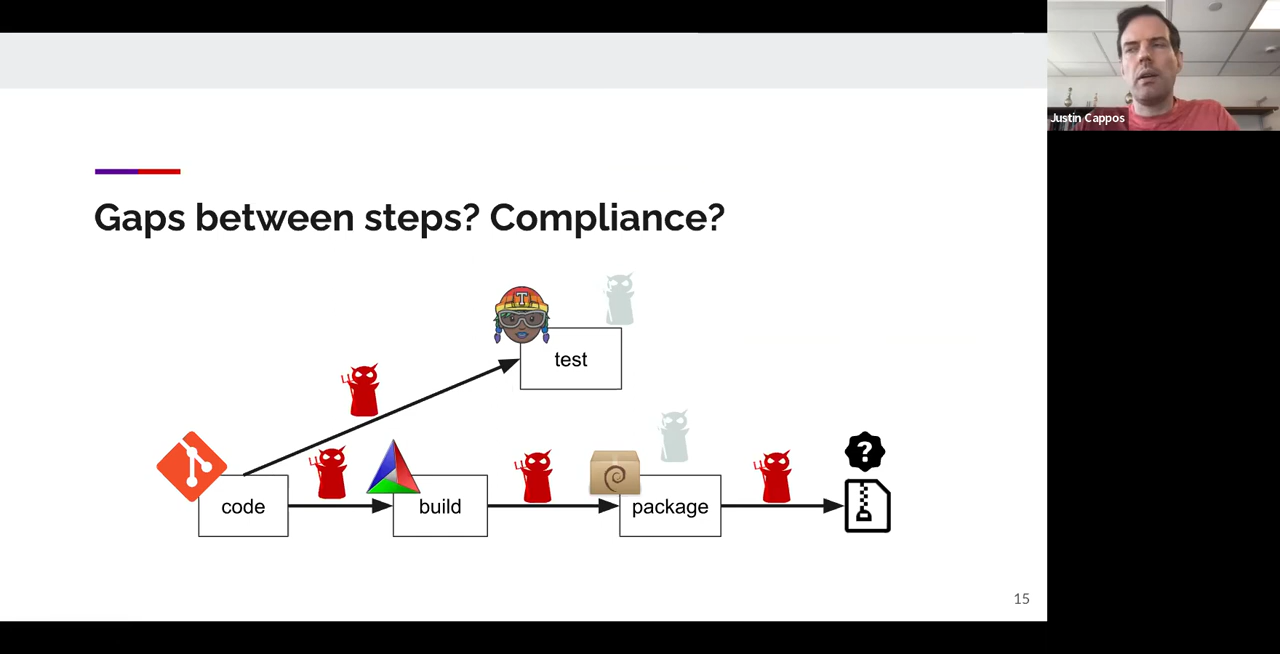 Justin Cappos
Gaps between steps? Compliance?
T
test
?
code
build
package
15